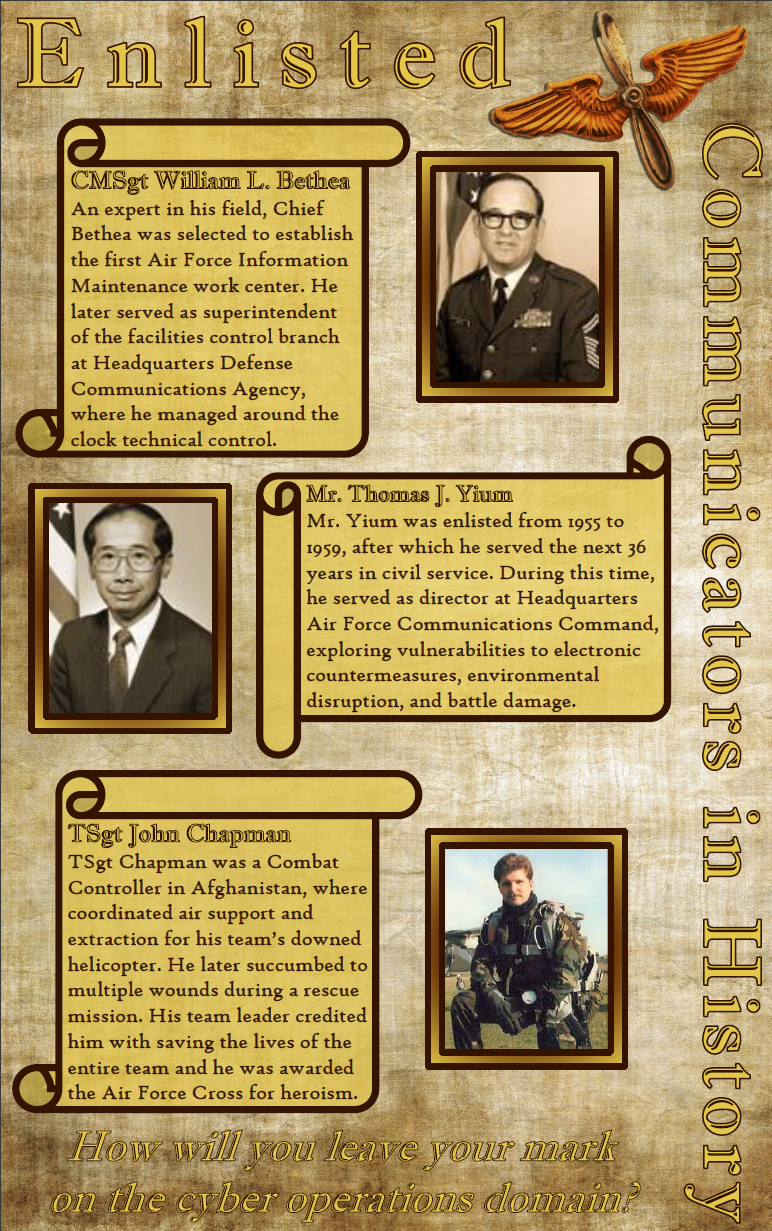 Enlisted
Communicators in History
CMSgt William L. Bethea
An expert in his field, Chief
Bethea was selected to establish
the first Air Force Information
Maintenance work center. He
later served as superintendent
of the facilities control branch
at Headquarters Defense
Communications Agency,
where he managed around the
clock technical control.
Mr. Thomas J. Yium
Mr. Yium was enlisted from 1955 to
1959, after which he served the next 36
years in civil service. During this time,
he served as director at Headquarters
Air Force Communications Command,
exploring vulnerabilities to electronic
countermeasures, environmental
disruption, and battle damage.
TSgt John Chapman
TSgt Chapman was a Combat
Controller in Afghanistan, where
coordinated air support and
extraction for his team's downed
helicopter. He later succumbed to
multiple wounds during a rescue
mission. His team leader credited
him with saving the lives of the
entire team and he was awarded
the Air Force Cross for heroism.
How will you leave your mark
on the cyber operations domain?